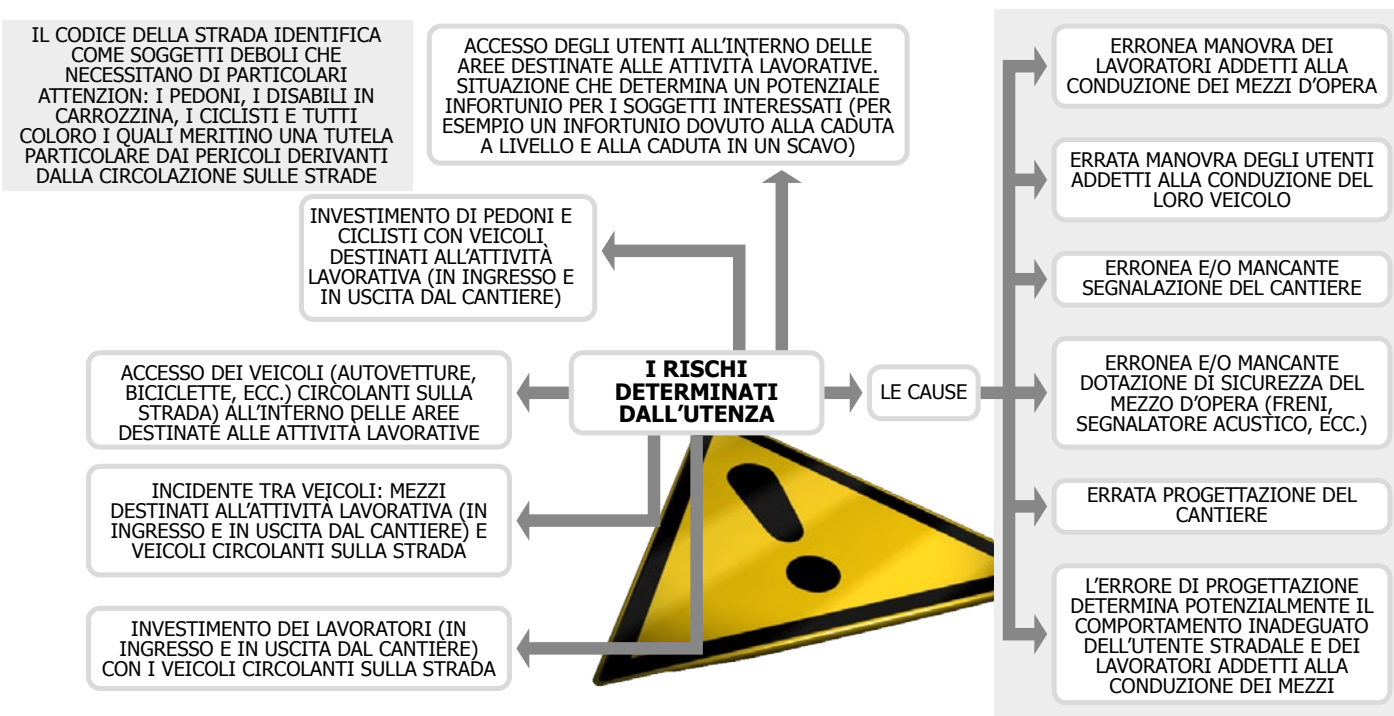 IL CODICE DELLA STRADA IDENTIFICA
COME SOGGETTI DEBOLI CHE
NECESSITANO DI PARTICOLARI
ATTENZION: I PEDONI, I DISABILI IN
CARROZZINA, I CICLISTI E TUTTI
COLORO I QUALI MERITINO UNA TUTELA
PARTICOLARE DAI PERICOLI DERIVANTI
DALLA CIRCOLAZIONE SULLE STRADE
ACCESSO DEGLI UTENTI ALL'INTERNO DELLE
AREE DESTINATE ALLE ATTIVITÀ LAVORATIVE.
SITUAZIONE CHE DETERMINA UN POTENZIALE
INFORTUNIO PER I SOGGETTI INTERESSATI (PER
ESEMPIO UN INFORTUNIO DOVUTO ALLA CADUTA
A LIVELLO E ALLA CADUTA IN UN SCAVO)
INVESTIMENTO DI PEDONI E
CICLISTI CON VEICOLI
DESTINATI ALL'ATTIVITÀ
LAVORATIVA (IN INGRESSO E
IN USCITA DAL CANTIERE)
ACCESSO DEI VEICOLI (AUTOVETTURE,
BICICLETTE, ECC.) CIRCOLANTI SULLA
STRADA) ALL'INTERNO DELLE AREE
DESTINATE ALLE ATTIVITÀ LAVORATIVE
INCIDENTE TRA VEICOLI: MEZZI
DESTINATI ALL'ATTIVITÀ LAVORATIVA (IN
INGRESSO E IN USCITA DAL CANTIERE) E
VEICOLI CIRCOLANTI SULLA STRADA
INVESTIMENTO DEI LAVORATORI (IN
INGRESSO E IN USCITA DAL CANTIERE)
CON I VEICOLI CIRCOLANTI SULLA STRADA
I RISCHI
DETERMINATI
DALL'UTENZA
LE CAUSE
ERRONEA MANOVRA DEI
LAVORATORI ADDETTI ALLA
CONDUZIONE DEI MEZZI D'OPERA
ERRATA MANOVRA DEGLI UTENTI
ADDETTI ALLA CONDUZIONE DEL
LORO VEICOLO
ERRONEA E/O MANCANTE
SEGNALAZIONE DEL CANTIERE
ERRONEA E/O MANCANTE
DOTAZIONE DI SICUREZZA DEL
MEZZO D'OPERA (FRENI,
SEGNALATORE ACUSTICO, ECC.)
ERRATA PROGETTAZIONE DEL
CANTIERE
L'ERRORE DI PROGETTAZIONE
DETERMINA POTENZIALMENTE IL
COMPORTAMENTO INADEGUATO
DELL'UTENTE STRADALE E DEI
LAVORATORI ADDETTI ALLA
CONDUZIONE DEI MEZZI